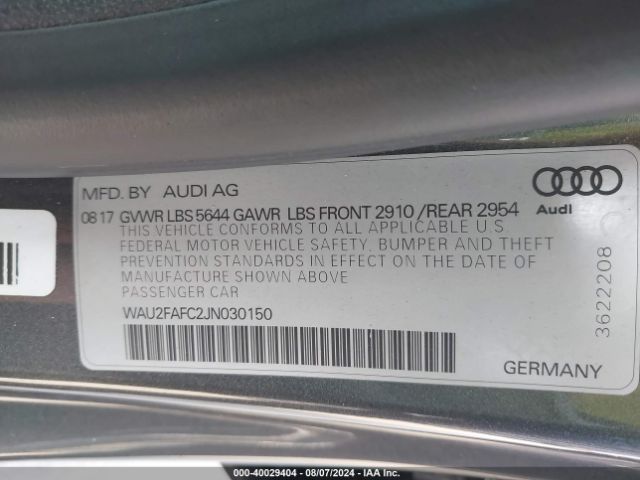 MFD. BY AUDI AG
Audi
08 17 GVWR LBS 5644 GAWR LBS FRONT 2910 / REAR 2954
THIS VEHICLE CONFORMS TO ALL APPLICABLE U.S.
FEDERAL MOTOR VEHICLE SAFETY, BUMPER AND THEFT
PREVENTION STANDARDS IN EFFECT ON THE DATE OF
MANUFACTURE SHOWN ABOVE
PASSENGER CAR
WAU2FAFC2JN030150
3622208
GERMANY
000-40029404 - 08/07/2024 - IAA Inc.